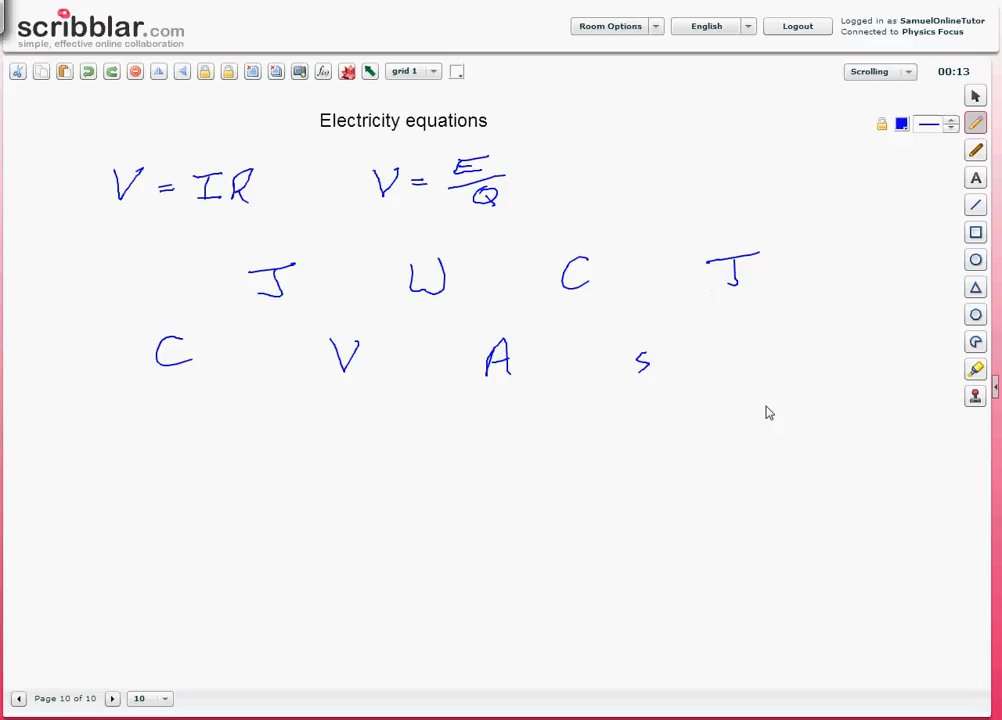 scribblar.com
simple, effective online collaboration
Room Options
English
Logout
Logged in as SamuelOnlineTutor
Connected to Physics Focus
f(x)
grid 1
Scrolling
00:13
Electricity equations
V = IR
V = E/Q
J W C J
C V A s
A
Page 10 of 10
10